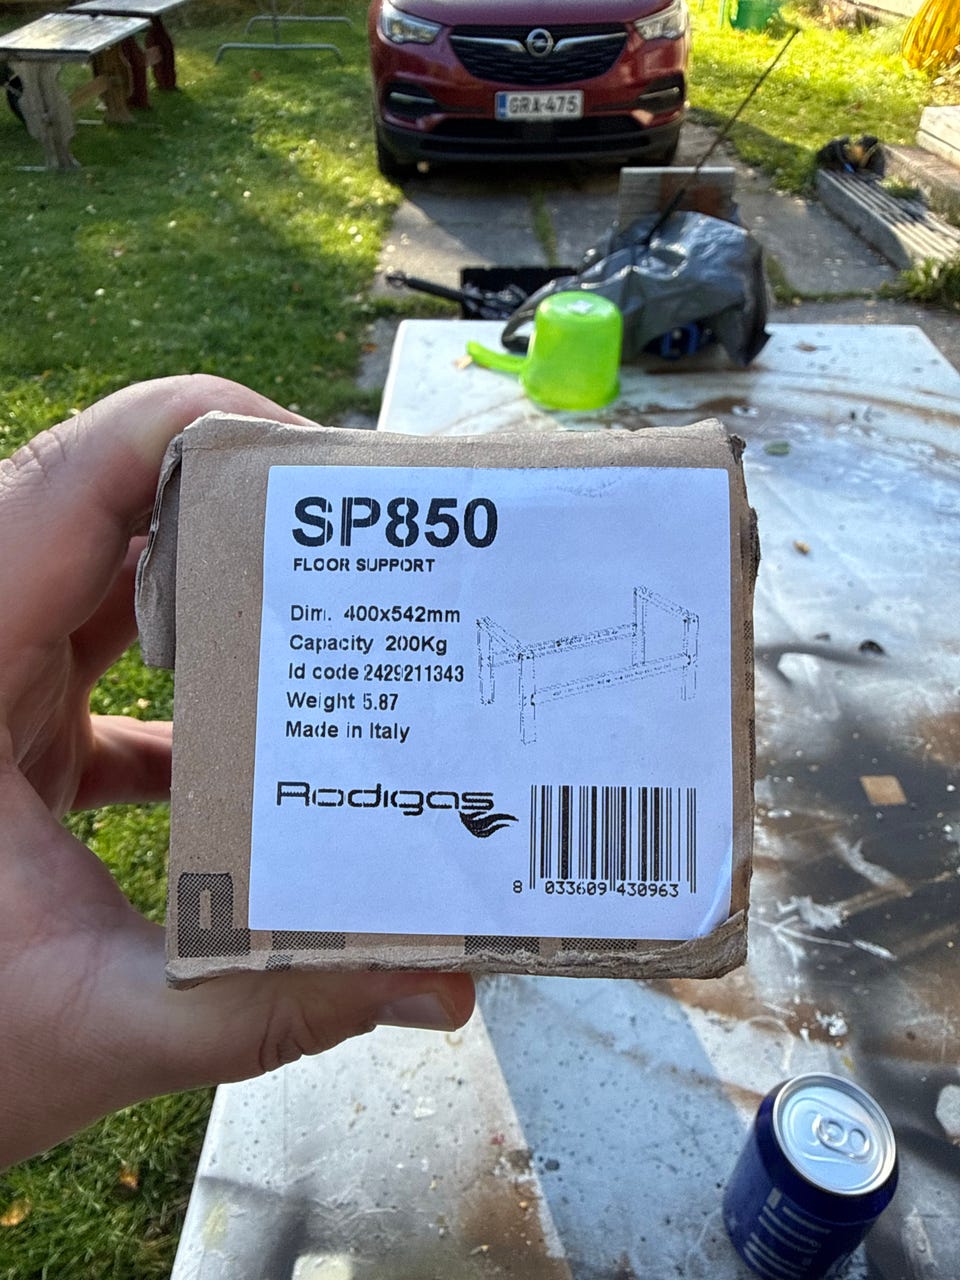 GRA-475
SP850
FLOOR SUPPORT
Dim. 400x542mm
Capacity 200Kg
Id code 2429211343
Weight 5.87
Made in Italy
Rodigas
8 033609 430963